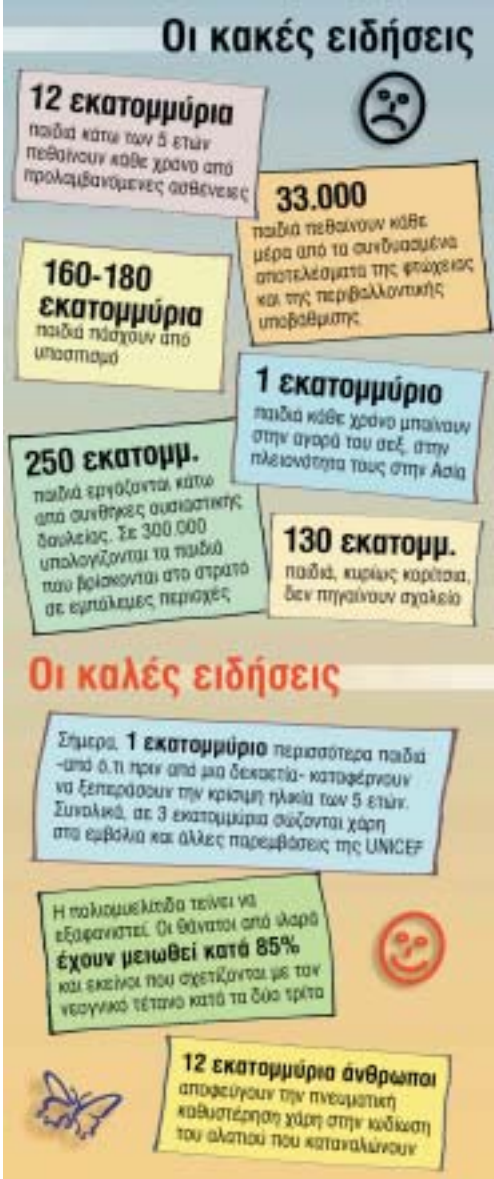 Οι κακές ειδήσεις
12 εκατομμύρια
παιδιά κάτω των 5 ετών
πεθαίνουν κάθε χρόνο από
προλαμβανόμενες ασθένειες
33.000
παιδιά πεθαίνουν κάθε
μέρα από τα συνδυασμένα
αποτελέσματα της φτώχειας
και της περιβαλλοντικής
υποβάθμισης
160-180
εκατομμύρια
παιδιά πάσχουν από
υποσιτισμό
1 εκατομμύριο
παιδιά κάθε χρόνο μπαίνουν
στην αγορά του σεξ, στην
πλειονότητα τους στην Ασία
250 εκατομμ.
παιδιά εργάζονται κάτω
από συνθήκες ουσιαστικής
δουλείας. Σε 300.000
υπολογίζονται τα παιδιά
που βρίσκονται στο στρατό
σε εμπόλεμες περιοχές
130 εκατομμ.
παιδιά, κυρίως κορίτσια,
δεν πηγαίνουν σχολείο
Οι καλές ειδήσεις
Σήμερα, 1 εκατομμύριο περισσότερα παιδιά
-από ό,τι πριν από μια δεκαετία- καταφέρνουν
να ξεπεράσουν την κρίσιμη ηλικία των 5 ετών.
Συνολικά, σε 3 εκατομμύρια σώζονται χάρη
στα εμβόλια και άλλες παρεμβάσεις της UNICEF
Η πολιομυελίτιδα τείνει να
εξαφανιστεί. Οι θάνατοι από ιλαρά
έχουν μειωθεί κατά 85%
και εκείνοι που σχετίζονται με τον
νεογνικό τέτανο κατά τα δύο τρίτα
12 εκατομμύρια άνθρωποι
αποφεύγουν την πνευματική
καθυστέρηση χάρη στην ιωδίωση
του αλατιού που καταναλώνουν